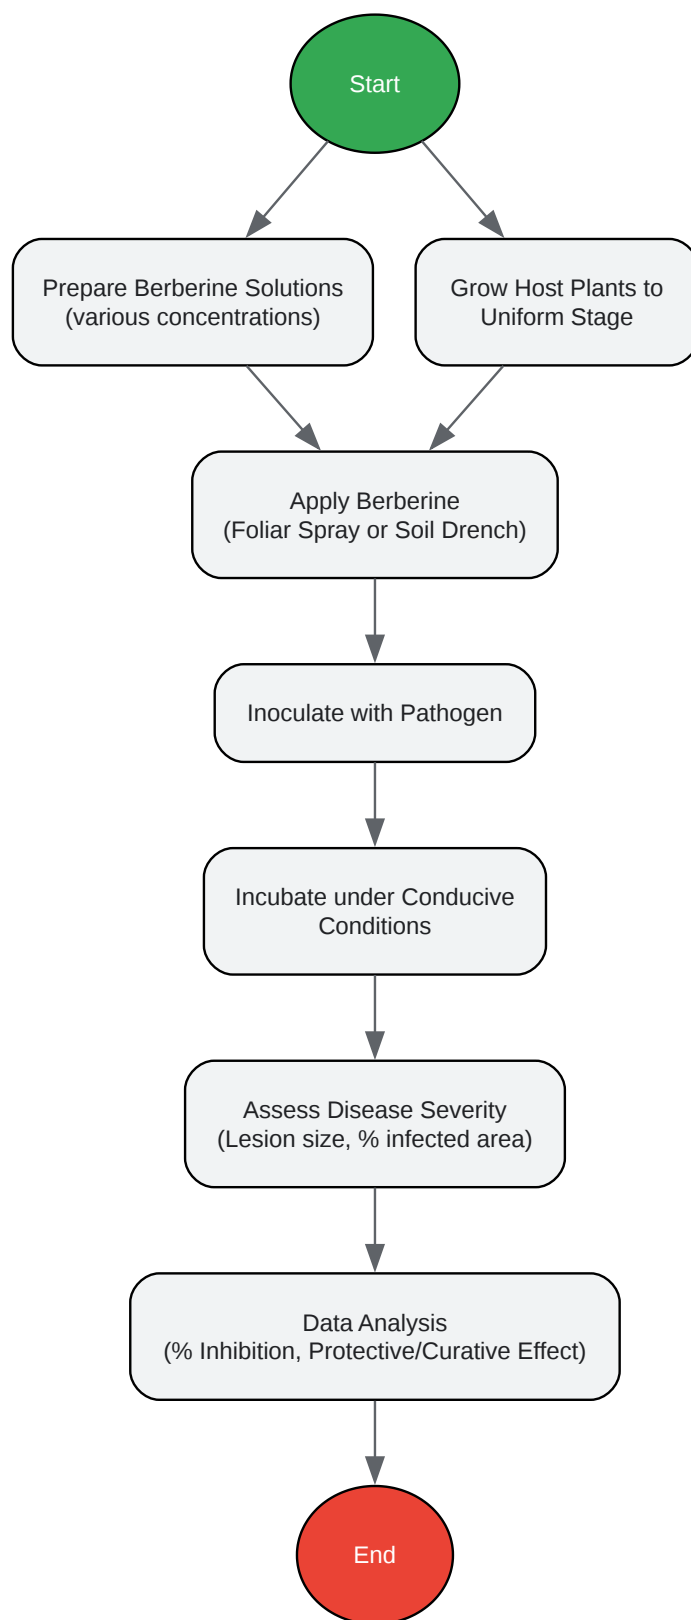 Start
Prepare Berberine Solutions
(various concentrations)
Grow Host Plants to
Uniform Stage
Apply Berberine
(Foliar Spray or Soil Drench)
Inoculate with Pathogen
Incubate under Conducive
Conditions
Assess Disease Severity
(Lesion size, % infected area)
Data Analysis
(% Inhibition, Protective/Curative Effect)
End